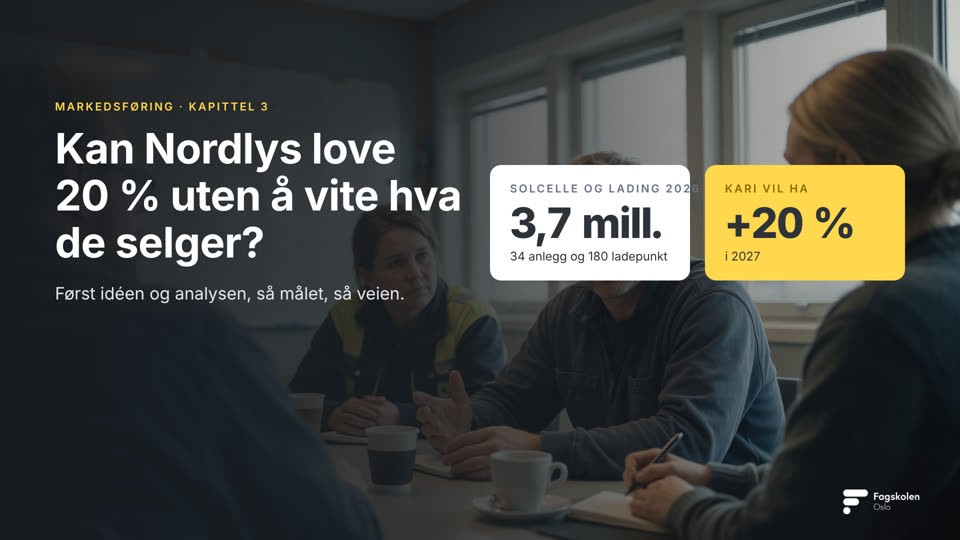 MARKEDSFØRING · KAPITTEL 3
Kan Nordlys love
20 % uten å vite hva
de selger?
Først idéen og analysen, så målet, så veien.
SOLCELLE OG LADING 2026
3,7 mill.
34 anlegg og 180 ladepunkt
KARI VIL HA
+20 %
i 2027
Fagskolen
Oslo